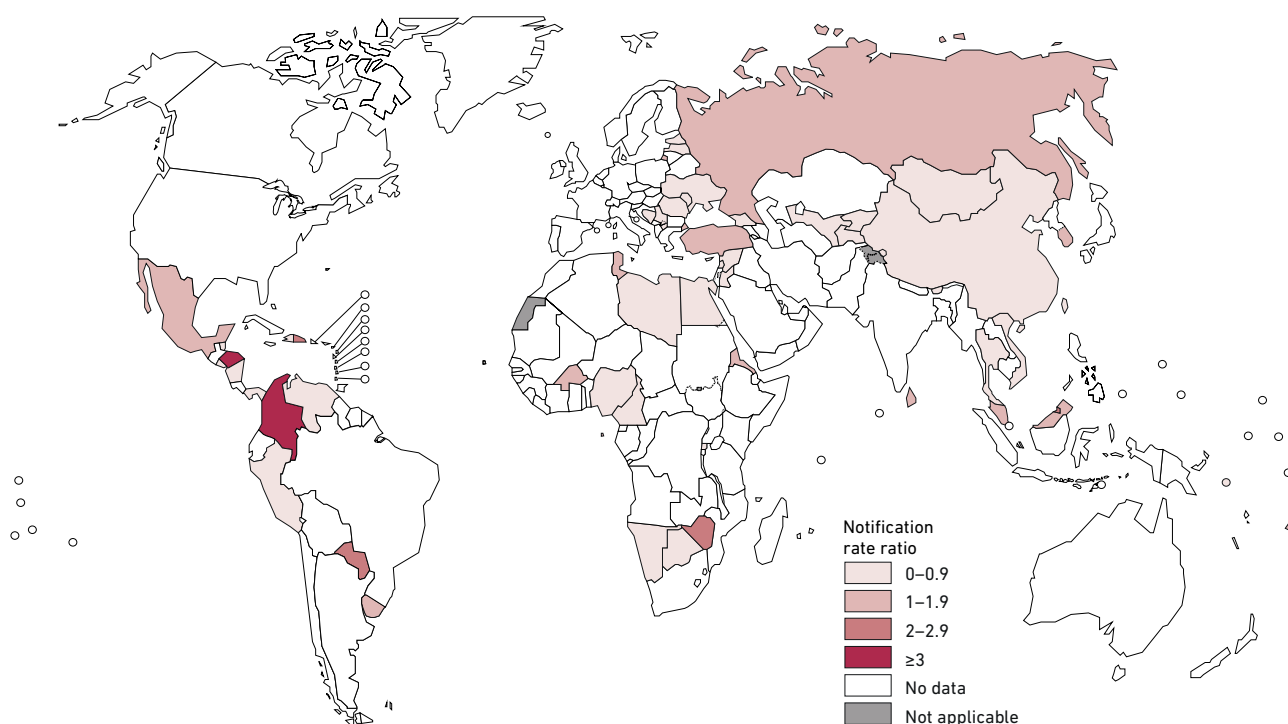 Notification
rate ratio
0–0.9
1–1.9
2–2.9
≥3
No data
Not applicable